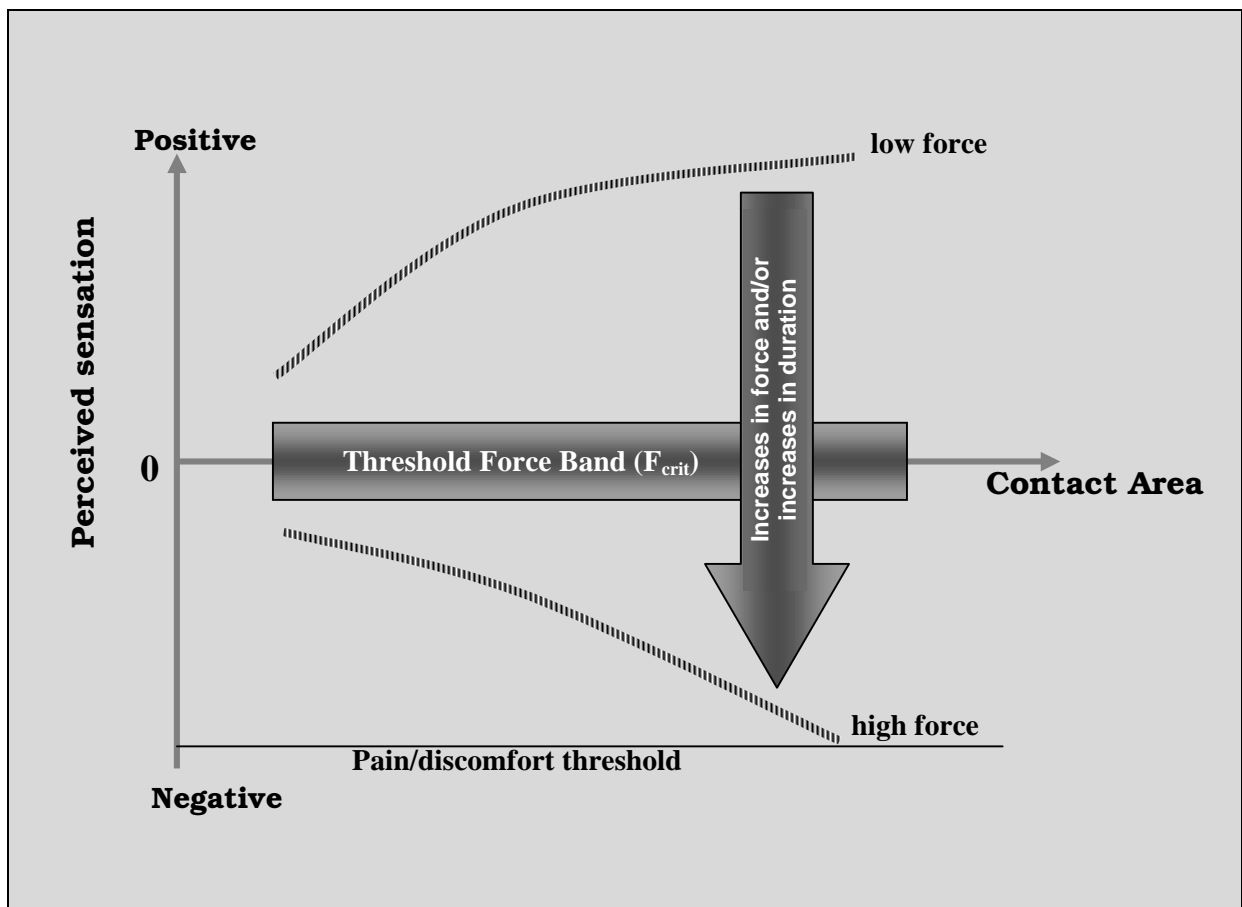 Positive
low force
Perceived sensation
Increases in force and/or
increases in duration
0
Threshold Force Band (Fcrit)
Contact Area
high force
Pain/discomfort threshold
Negative